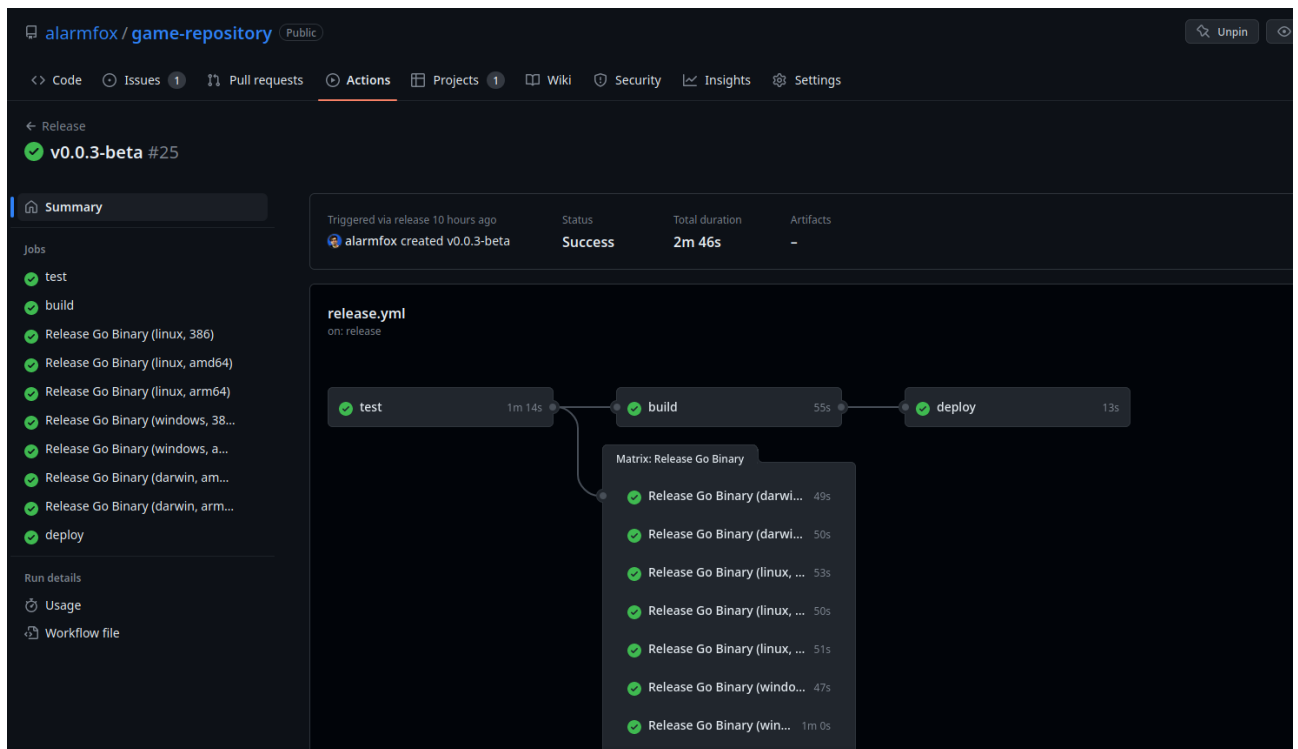 alarmfox / game-repository Public
Unpin
Code Issues 1 Pull requests Actions Projects 1 Wiki Security Insights Settings
← Release
v0.0.3-beta #25
Summary
Jobs
test
build
Release Go Binary (linux, 386)
Release Go Binary (linux, amd64)
Release Go Binary (linux, arm64)
Release Go Binary (windows, 38...
Release Go Binary (windows, a...
Release Go Binary (darwin, am...
Release Go Binary (darwin, arm...
deploy
Run details
Usage
Workflow file
Triggered via release 10 hours ago
alarmfox created v0.0.3-beta
Status
Success
Total duration
2m 46s
Artifacts
–
release.yml
on: release
test 1m 14s
build 55s
deploy 13s
Matrix: Release Go Binary
Release Go Binary (darwi... 49s
Release Go Binary (darwi... 50s
Release Go Binary (linux, ... 53s
Release Go Binary (linux, ... 50s
Release Go Binary (linux, ... 51s
Release Go Binary (windo... 47s
Release Go Binary (win... 1m 0s